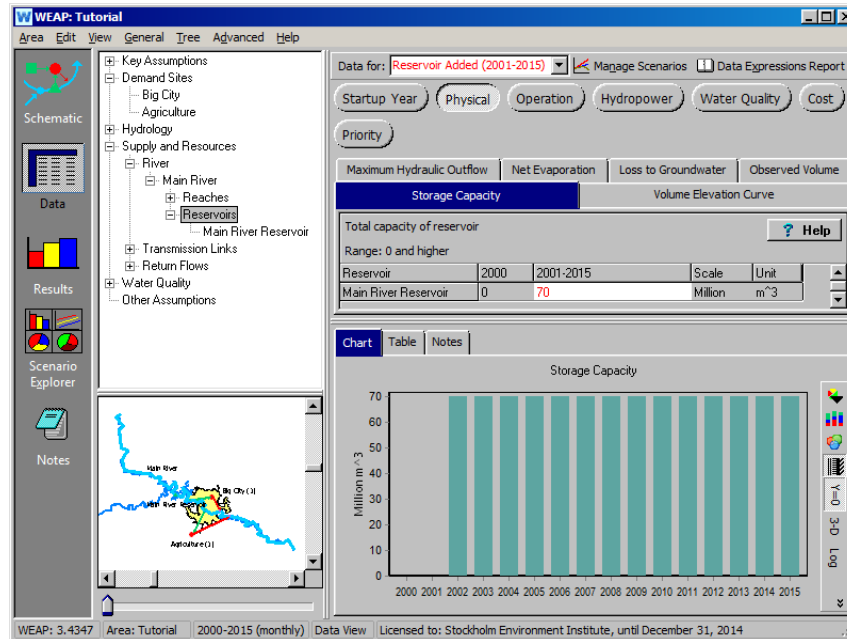 WEAP: Tutorial
Area Edit View General Tree Advanced Help
Schematic
Data
Results
Scenario
Explorer
Notes
Key Assumptions
Demand Sites
Big City
Agriculture
Hydrology
Supply and Resources
River
Main River
Reaches
Reservoirs
Main River Reservoir
Transmission Links
Return Flows
Water Quality
Other Assumptions
Main River
Big City (1)
Main River Reservoir
Agriculture (1)
Data for: Reservoir Added (2001-2015) Manage Scenarios Data Expressions Report
Startup Year Physical Operation Hydropower Water Quality Cost
Priority
Maximum Hydraulic Outflow Net Evaporation Loss to Groundwater Observed Volume
Storage Capacity Volume Elevation Curve
Total capacity of reservoir ? Help
Range: 0 and higher
Reservoir 2000 2001-2015 Scale Unit
Main River Reservoir 0 70 Million m^3
Chart Table Notes
Storage Capacity
Million m^3
70
60
50
40
30
20
10
0
2000 2001 2002 2003 2004 2005 2006 2007 2008 2009 2010 2011 2012 2013 2014 2015
Y=0
3-D
Log
WEAP: 3.4347 Area: Tutorial 2000-2015 (monthly) Data View Licensed to: Stockholm Environment Institute, until December 31, 2014